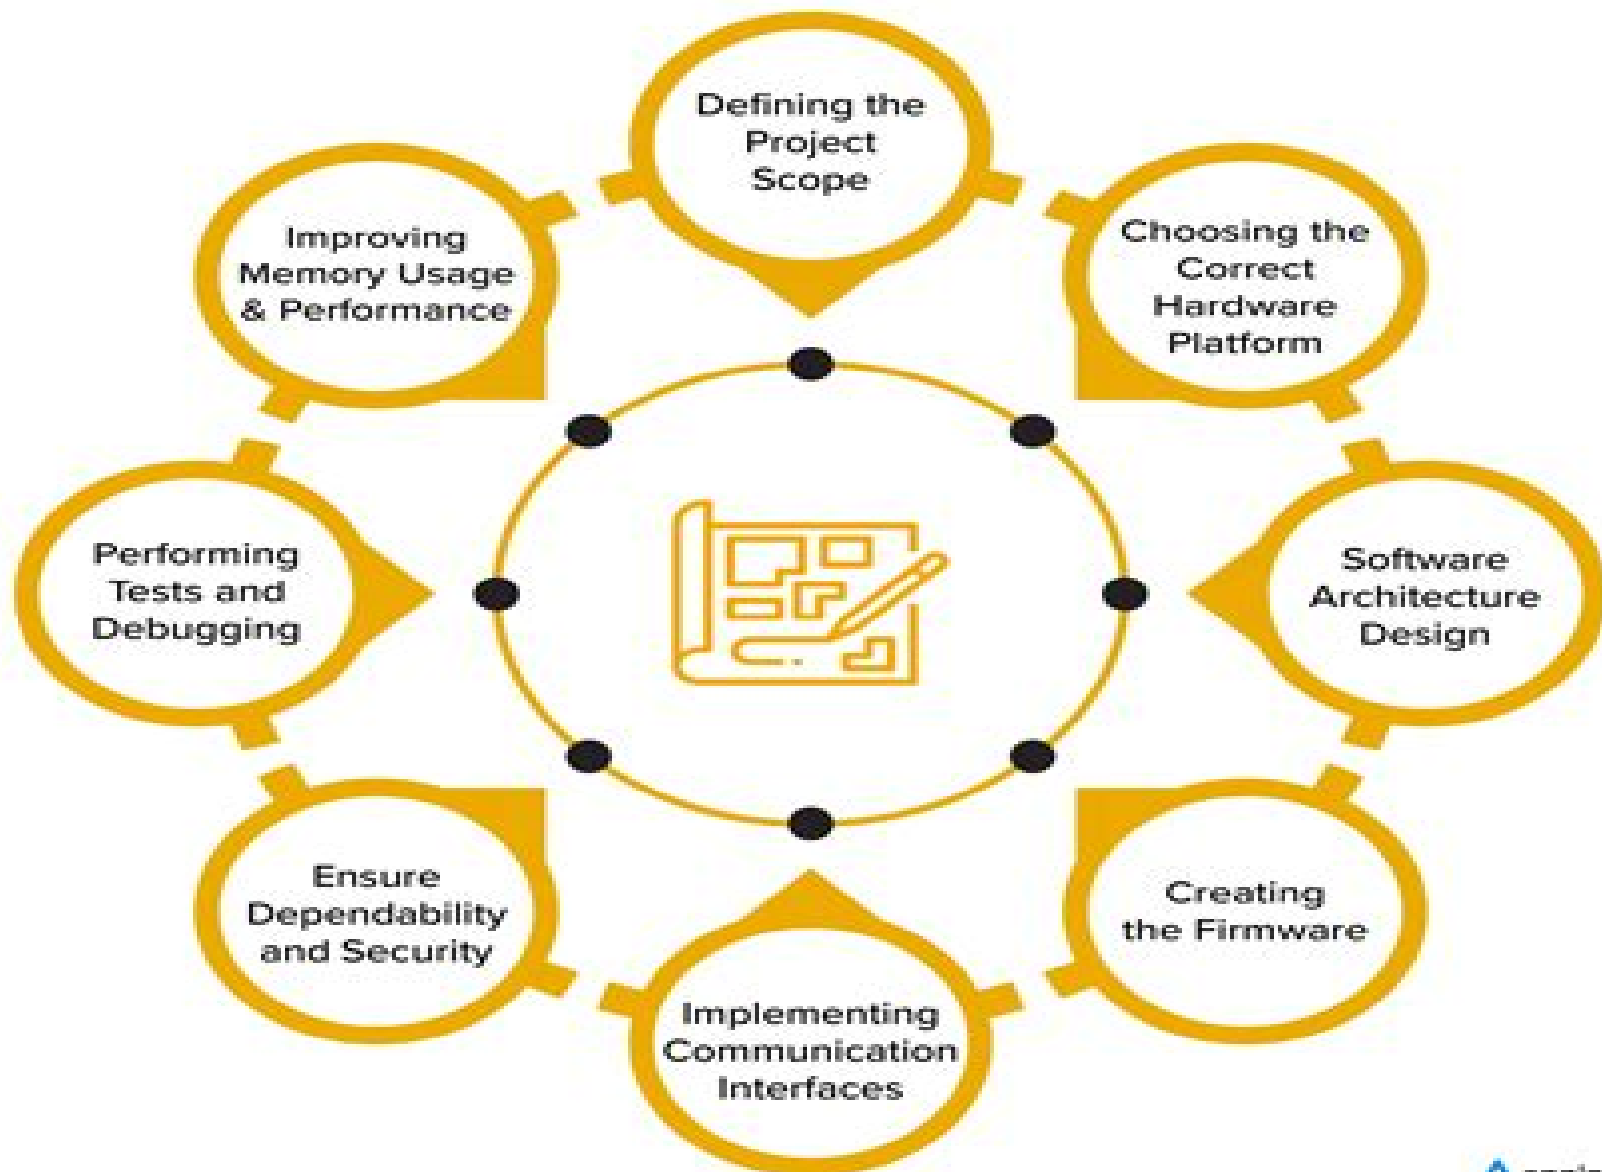 Defining the
Project
Scope
Choosing the
Correct
Hardware
Platform
Software
Architecture
Design
Creating
the Firmware
Implementing
Communication
Interfaces
Ensure
Dependability
and Security
Performing
Tests and
Debugging
Improving
Memory Usage
& Performance